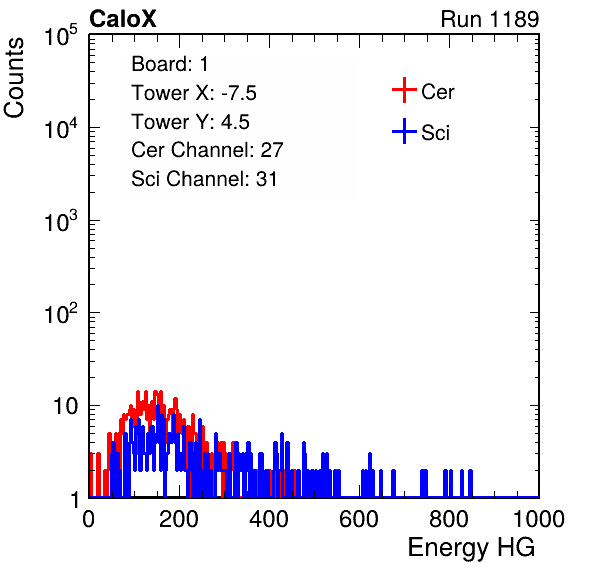 CaloX Run 1189
Counts
10^5
10^4
10^3
10^2
10
1
Board: 1
Tower X: -7.5
Tower Y: 4.5
Cer Channel: 27
Sci Channel: 31
Cer
Sci
0 200 400 600 800 1000
Energy HG